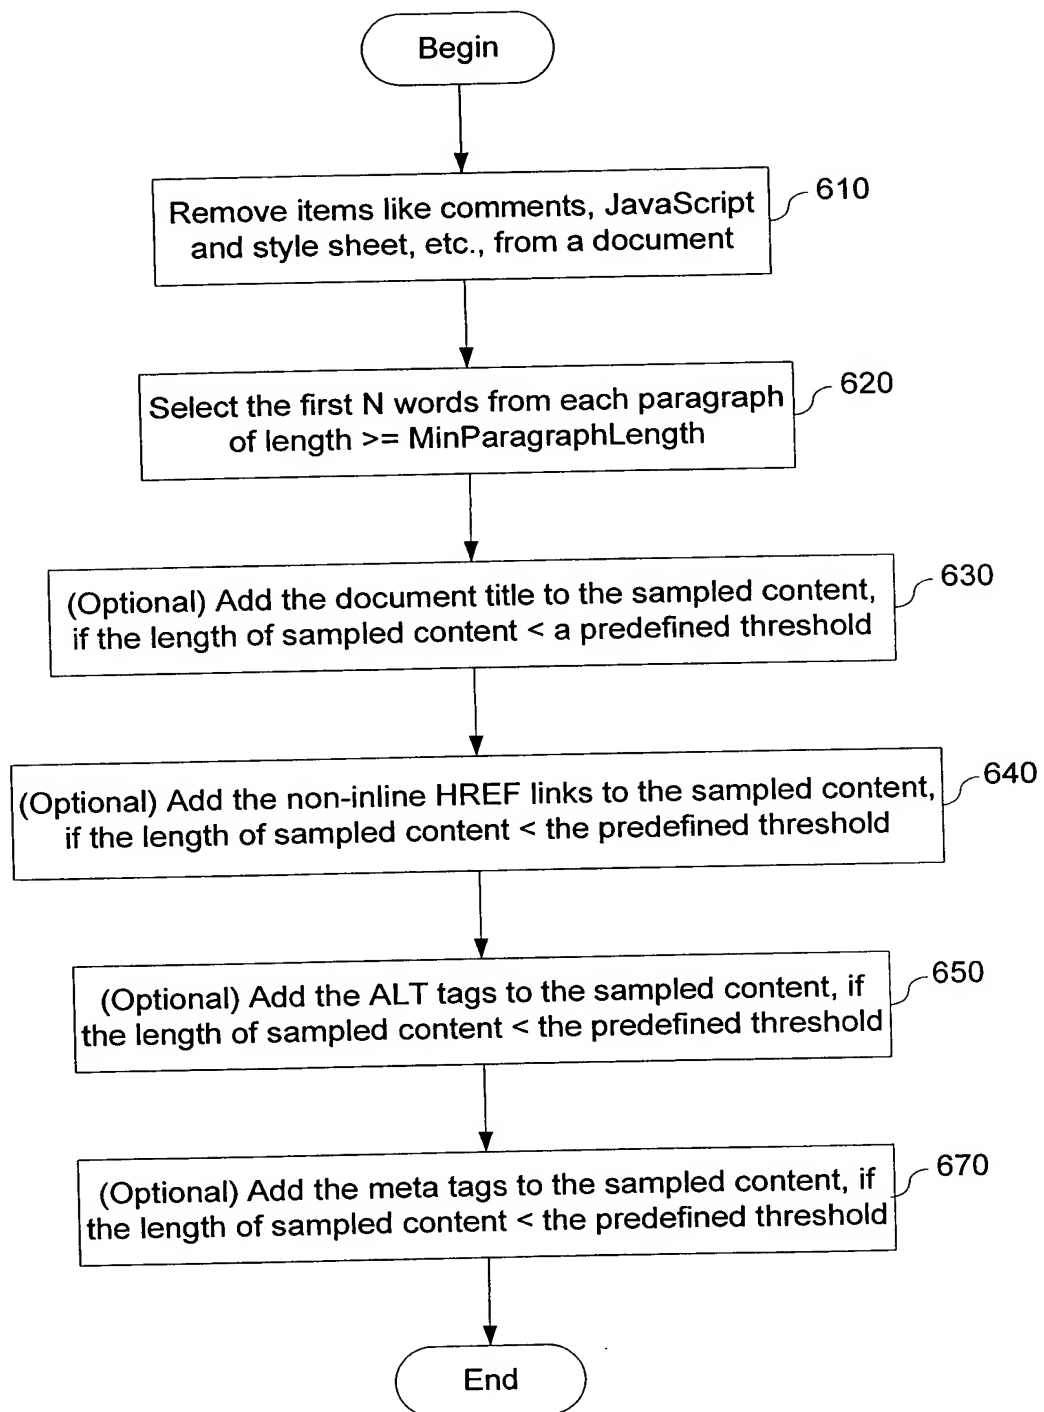 Begin
Remove items like comments, JavaScript
and style sheet, etc., from a document
610
Select the first N words from each paragraph
of length >= MinParagraphLength
620
(Optional) Add the document title to the sampled content,
if the length of sampled content < a predefined threshold
630
(Optional) Add the non-inline HREF links to the sampled content,
if the length of sampled content < the predefined threshold
640
(Optional) Add the ALT tags to the sampled content, if
the length of sampled content < the predefined threshold
650
(Optional) Add the meta tags to the sampled content, if
the length of sampled content < the predefined threshold
670
End